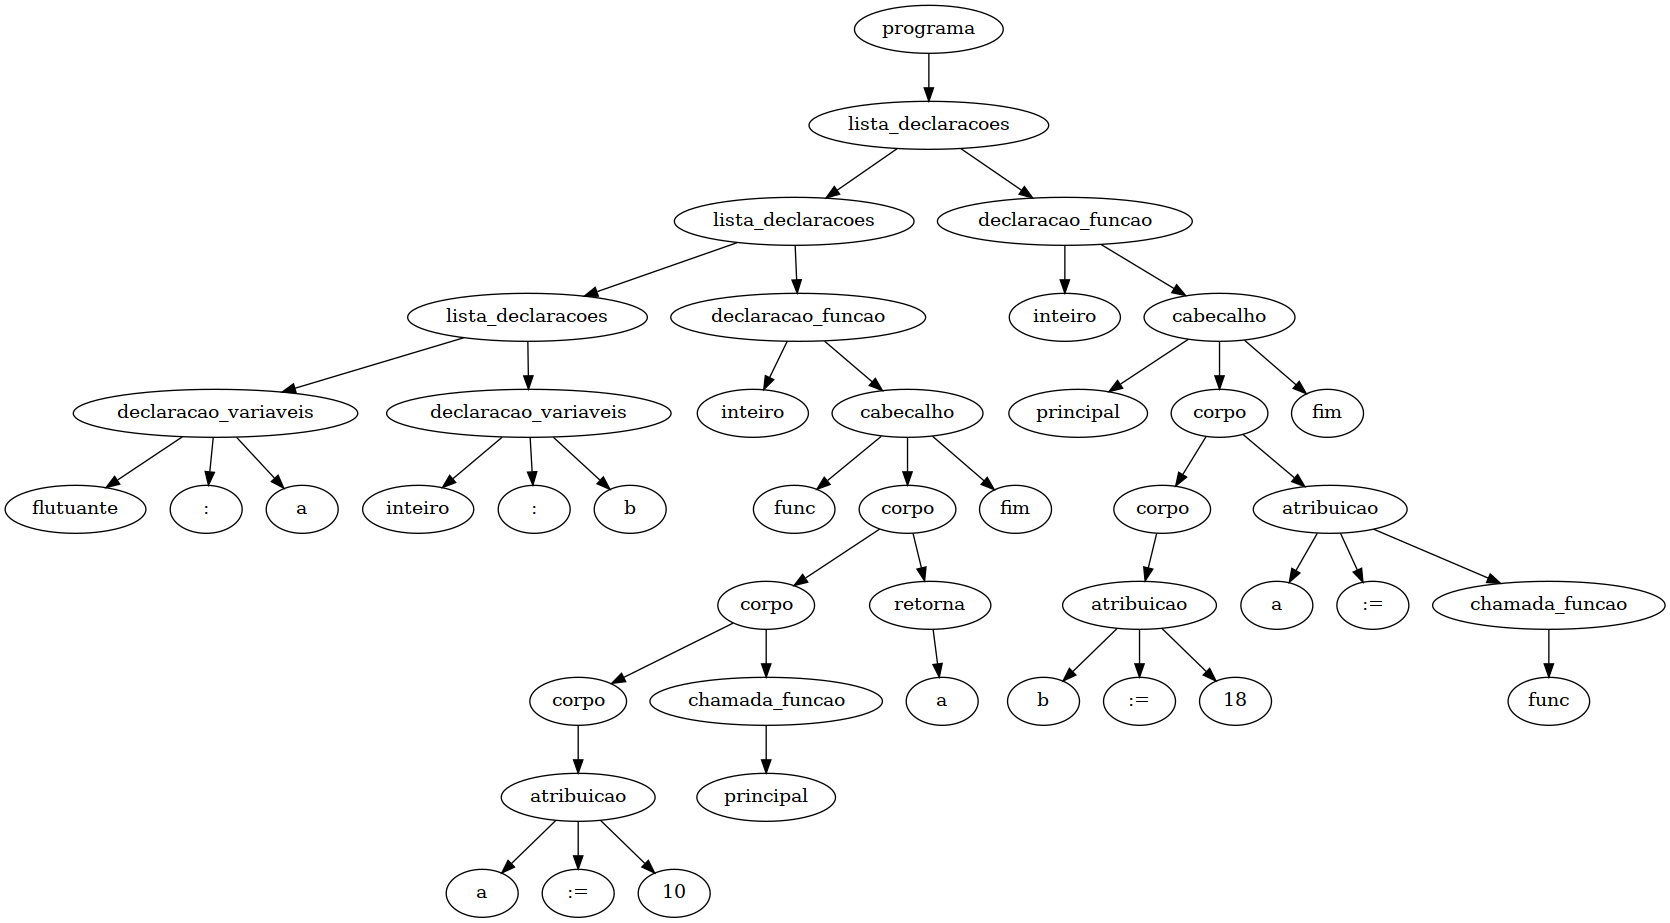 programa
lista_declaracoes
lista_declaracoes
declaracao_funcao
lista_declaracoes
declaracao_funcao
inteiro
cabecalho
declaracao_variaveis
declaracao_variaveis
inteiro
cabecalho
principal
corpo
fim
flutuante
:
a
inteiro
:
b
func
corpo
fim
corpo
atribuicao
corpo
retorna
atribuicao
a
:=
chamada_funcao
corpo
chamada_funcao
a
b
:=
18
func
atribuicao
principal
a
:=
10